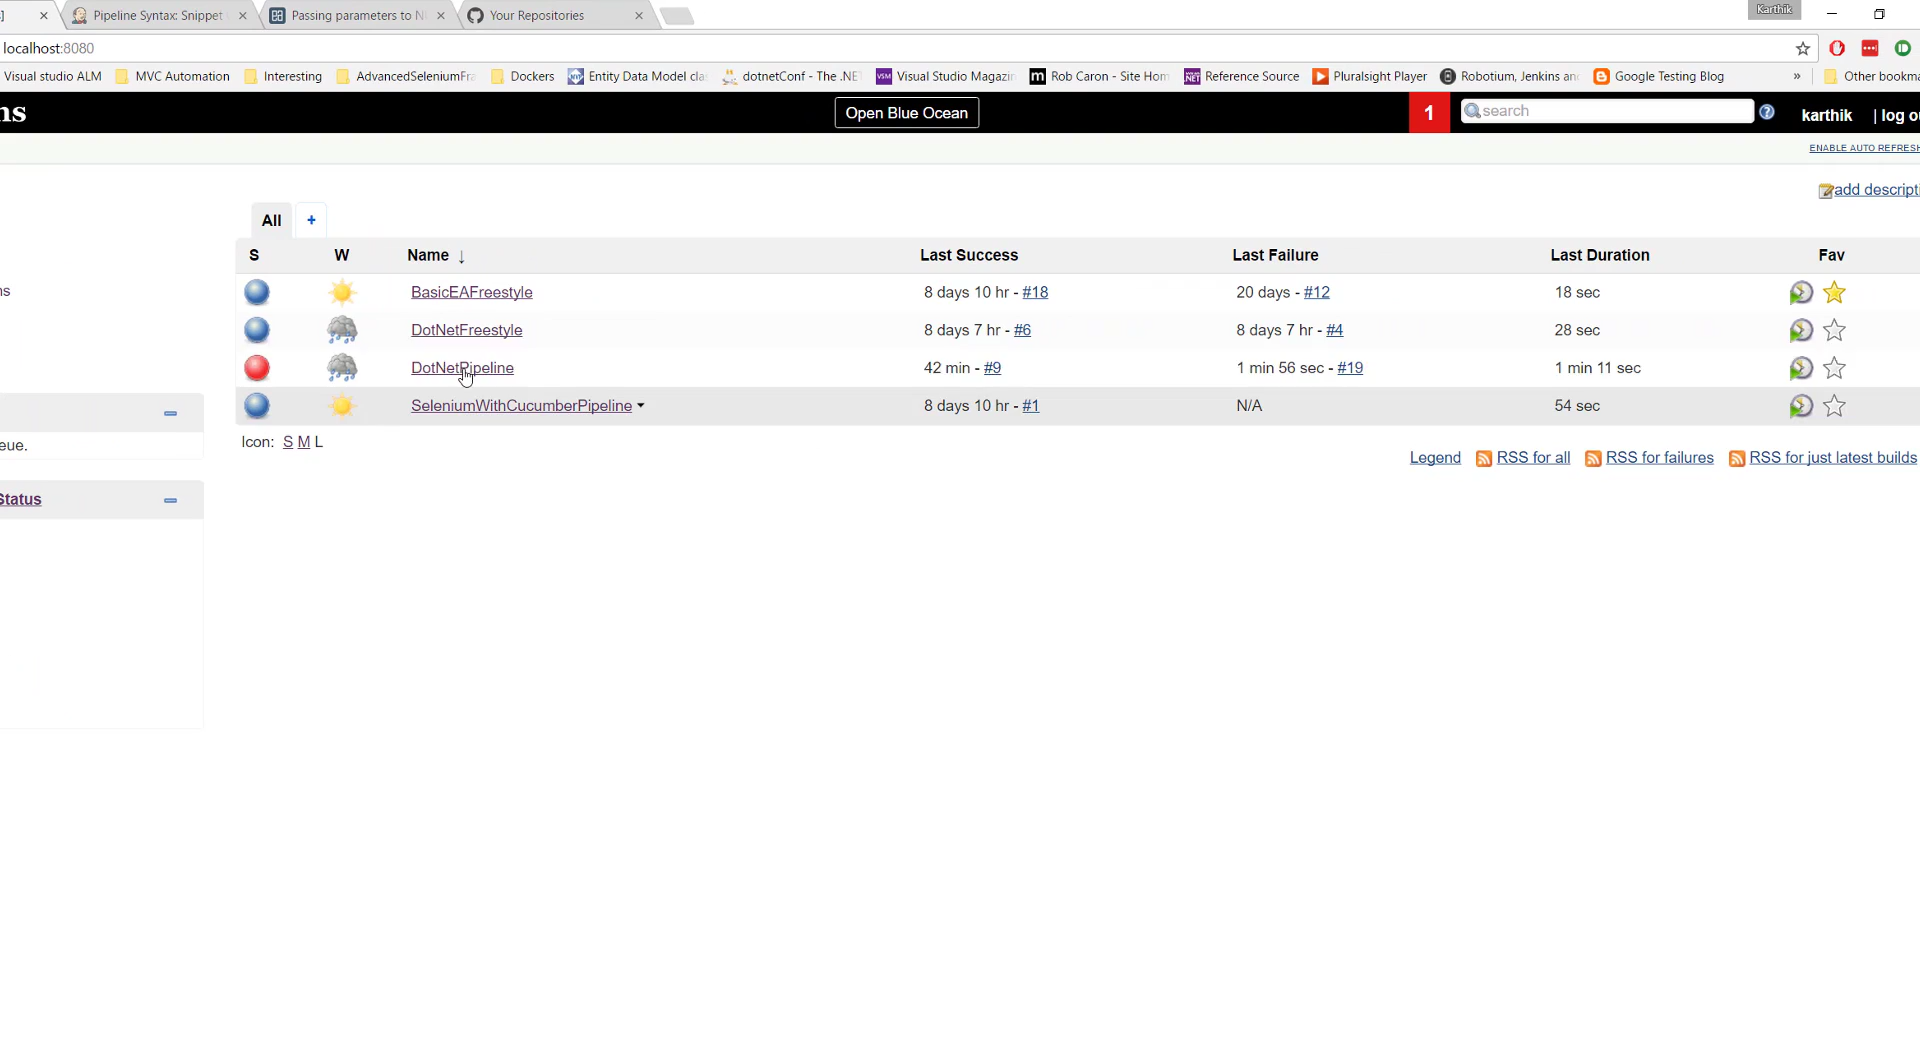 Pipeline Syntax: Snippet
Passing parameters to N
Your Repositories
Karthik
localhost:8080
Visual studio ALM
MVC Automation
Interesting
AdvancedSeleniumFra
Dockers
Entity Data Model cla
dotnetConf - The .NE
VSM
Visual Studio Magazin
m
Rob Caron - Site Hom
.NET
Reference Source
Pluralsight Player
Robotium, Jenkins an
Google Testing Blog
»
Other bookma
ns
Open Blue Ocean
1
search
karthik
| log o
ENABLE AUTO REFRESH
add descripti
All
+
S W Name ↓ Last Success Last Failure Last Duration Fav
ns
BasicEAFreestyle 8 days 10 hr - #18 20 days - #12 18 sec
DotNetFreestyle 8 days 7 hr - #6 8 days 7 hr - #4 28 sec
DotNetPipeline 42 min - #9 1 min 56 sec - #19 1 min 11 sec
SeleniumWithCucumberPipeline 8 days 10 hr - #1 N/A 54 sec
Icon: S M L
eue.
Legend RSS for all RSS for failures RSS for just latest builds
Status